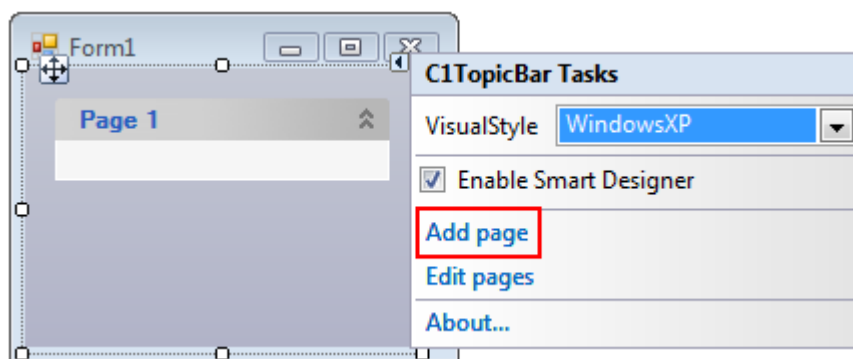 Form1
C1TopicBar Tasks
Page 1
VisualStyle WindowsXP
Enable Smart Designer
Add page
Edit pages
About...